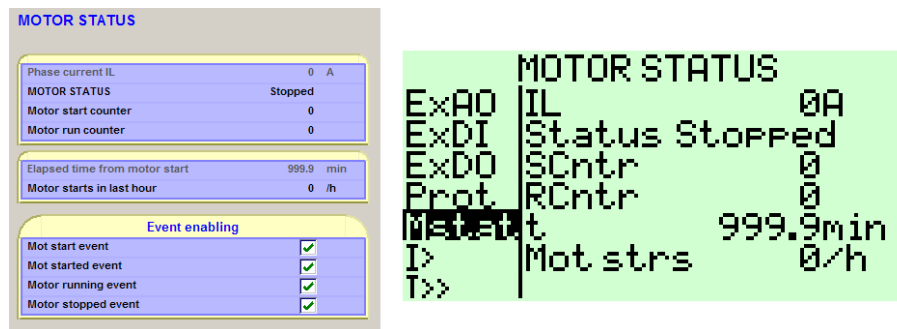 MOTOR STATUS
Phase current IL 0 A
MOTOR STATUS Stopped
Motor start counter 0
Motor run counter 0
Elapsed time from motor start 999.9 min
Motor starts in last hour 0 /h
Event enabling
Mot start event
Mot started event
Motor running event
Motor stopped event
MOTOR STATUS
ExAO IL 0A
ExDI Status Stopped
ExDO SCntr 0
Prot RCntr 0
Mstat t 999.9min
I> Mot strs 0/h
I>>